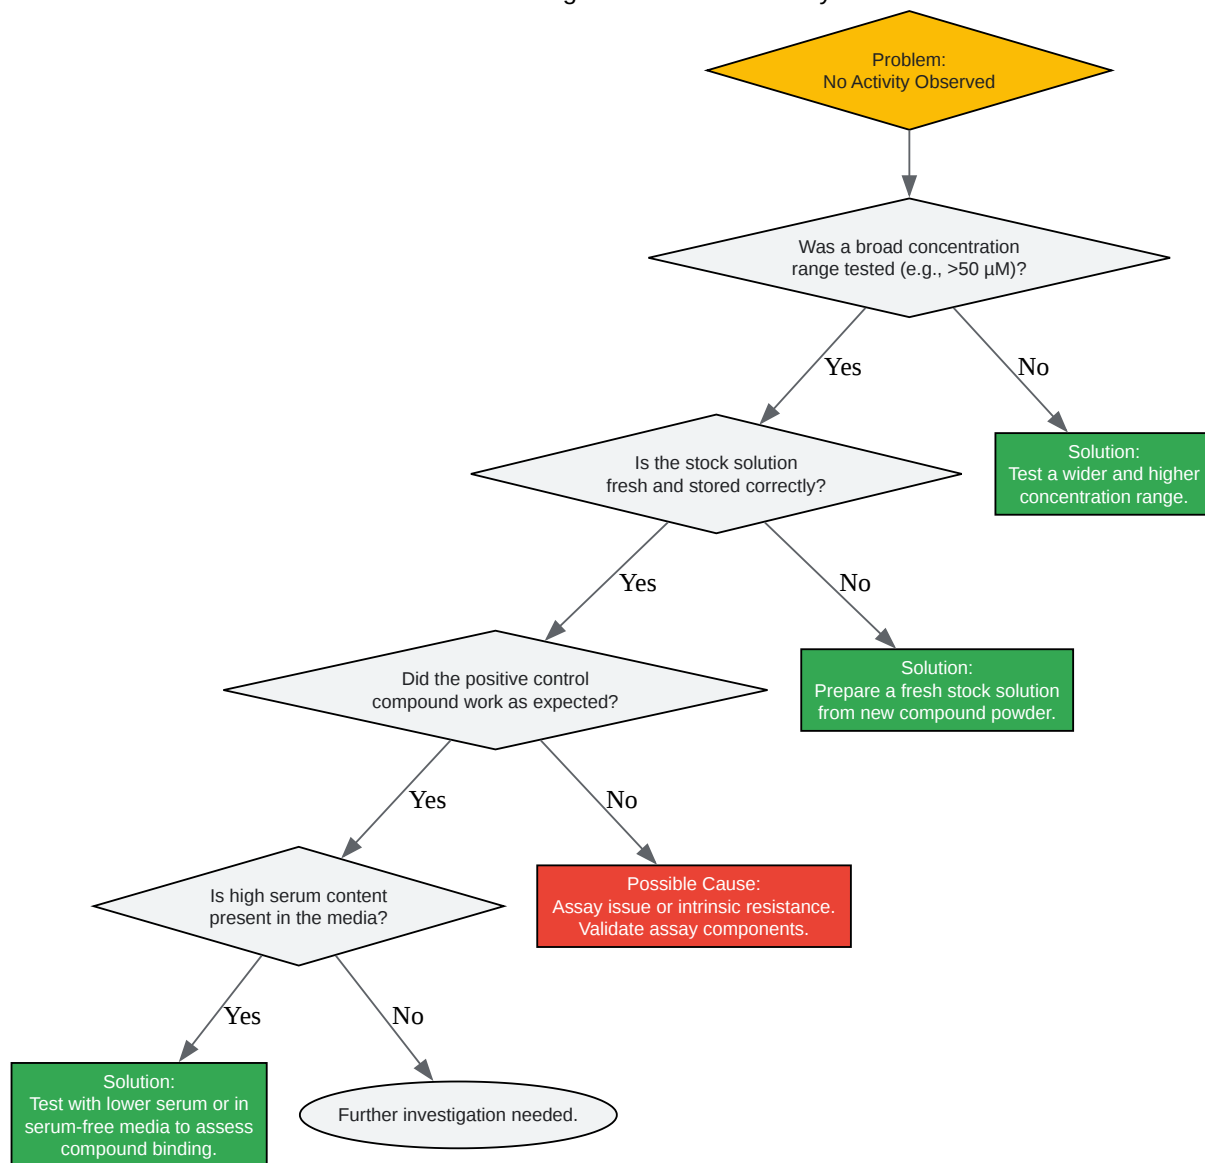 Problem:
No Activity Observed
Was a broad concentration
range tested (e.g., >50 µM)?
Yes
No
Is the stock solution
fresh and stored correctly?
Solution:
Test a wider and higher
concentration range.
Yes
No
Did the positive control
compound work as expected?
Solution:
Prepare a fresh stock solution
from new compound powder.
Yes
No
Is high serum content
present in the media?
Possible Cause:
Assay issue or intrinsic resistance.
Validate assay components.
Yes
No
Solution:
Test with lower serum or in
serum-free media to assess
compound binding.
Further investigation needed.